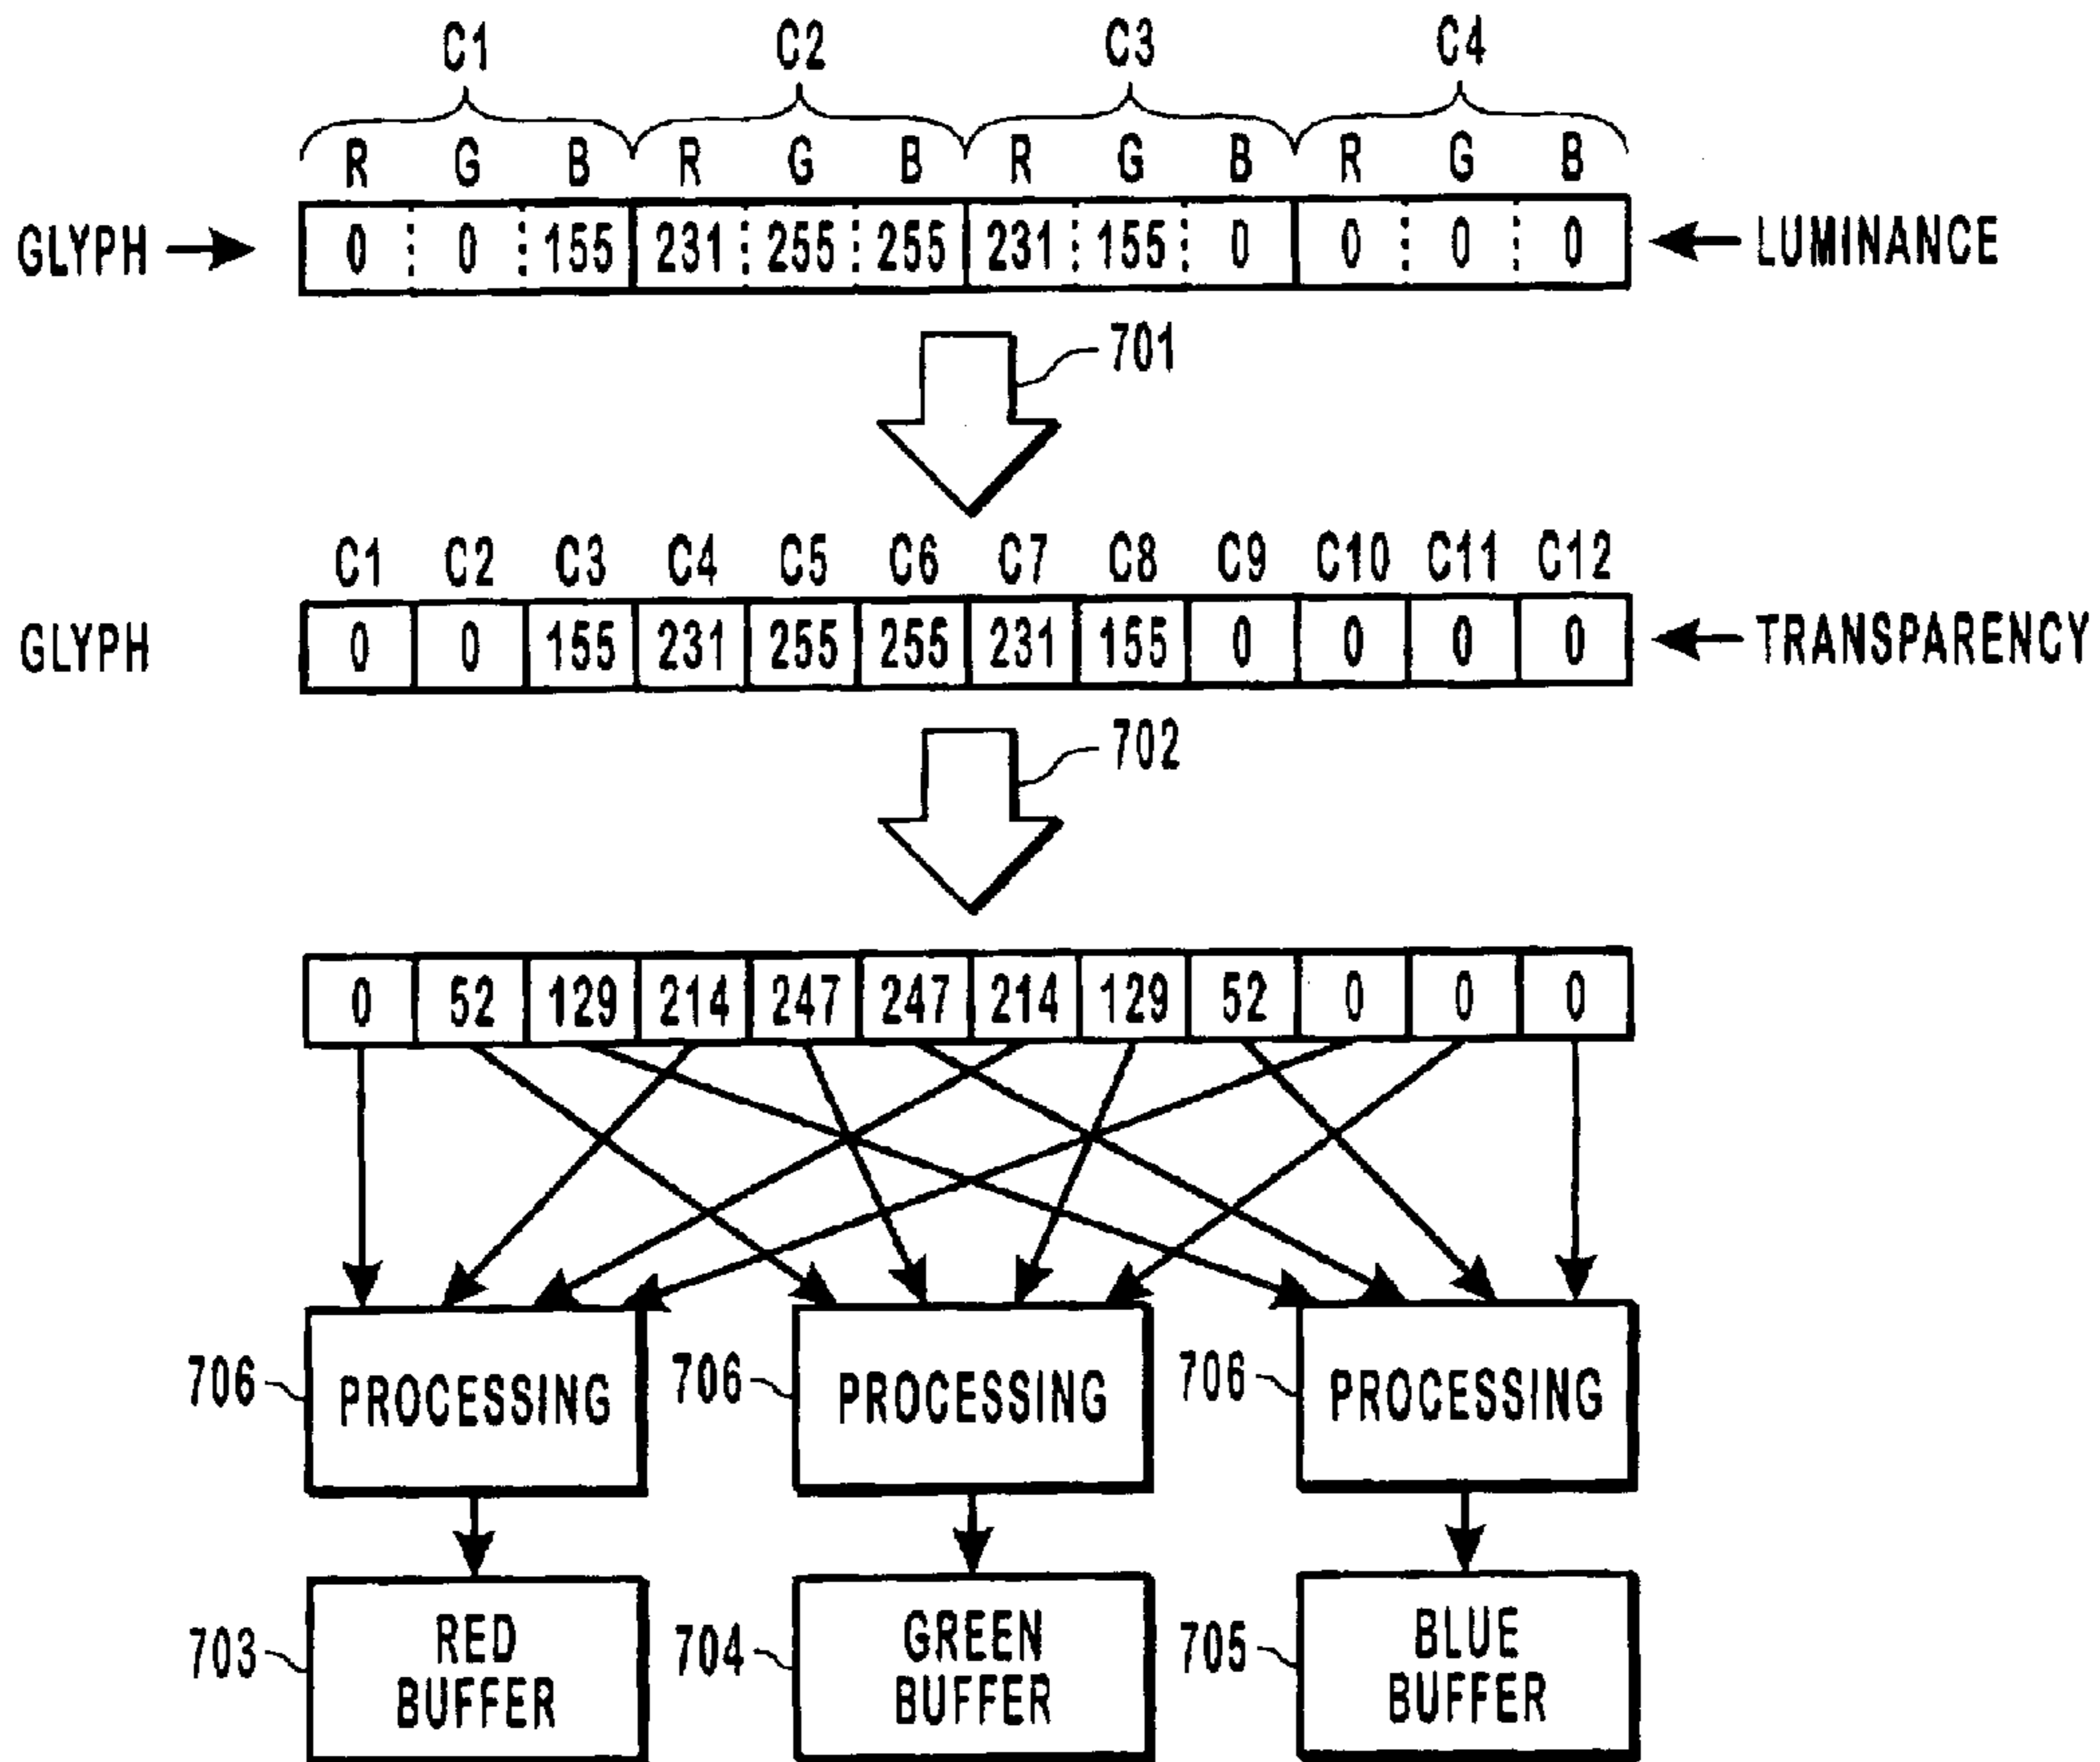 C1 C2 C3 C4
R G B R G B R G B R G B
GLYPH 0 0 155 231 255 255 231 155 0 0 0 0 LUMINANCE
701
C1 C2 C3 C4 C5 C6 C7 C8 C9 C10 C11 C12
GLYPH 0 0 155 231 255 255 231 155 0 0 0 0 TRANSPARENCY
702
0 52 129 214 247 247 214 129 52 0 0 0
706 PROCESSING 706 PROCESSING 706 PROCESSING
703 RED BUFFER 704 GREEN BUFFER 705 BLUE BUFFER